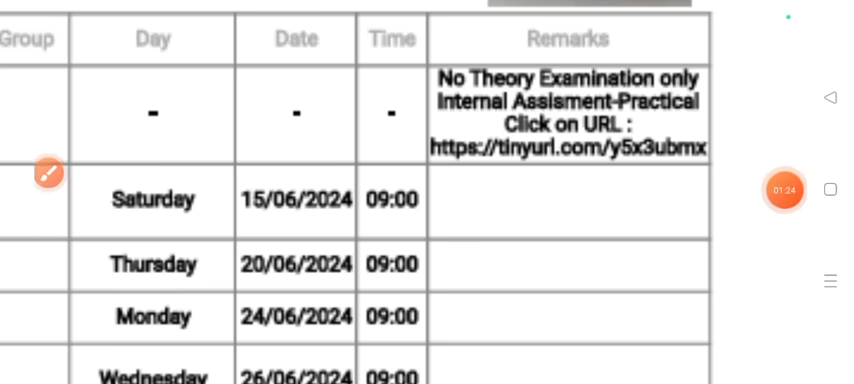 Group Day Date Time Remarks
- - - No Theory Examination only
Internal Assisment-Practical
Click on URL :
https://tinyurl.com/y5x3ubmx
Saturday 15/06/2024 09:00
01:24
Thursday 20/06/2024 09:00
Monday 24/06/2024 09:00
Wednesday 26/06/2024 09:00